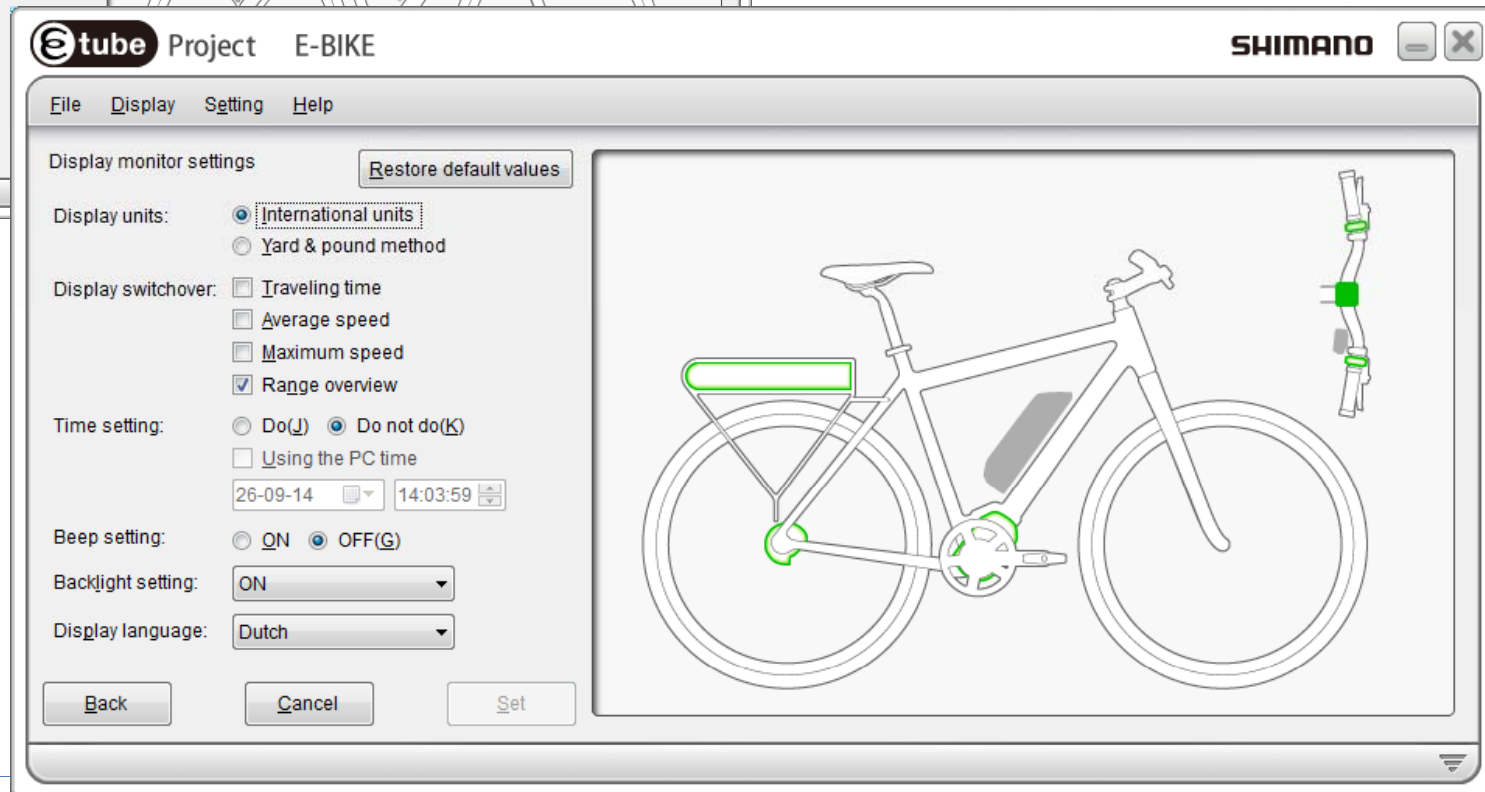 Etube Project E-BIKE SHIMANO
File Display Setting Help
Display monitor settings Restore default values
Display units: International units
Yard & pound method
Display switchover: Traveling time
Average speed
Maximum speed
Range overview
Time setting: Do(J) Do not do(K)
Using the PC time
26-09-14 14:03:59
Beep setting: ON OFF(G)
Backlight setting: ON
Display language: Dutch
Back Cancel Set